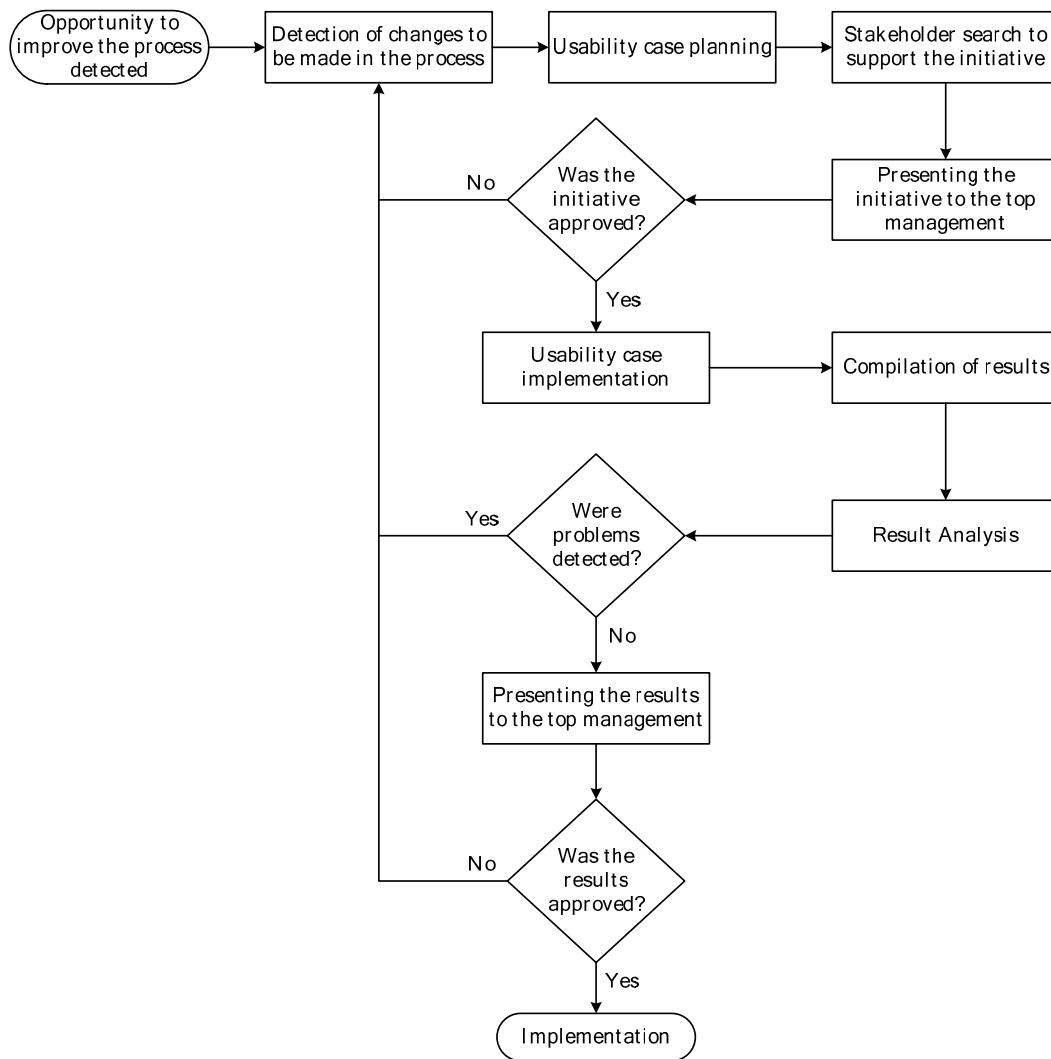 Opportunity to
improve the process
detected
Detection of changes to
be made in the process
Usability case planning
Stakeholder search to
support the initiative
Presenting the
initiative to the top
management
Was the
initiative
approved?
No
Yes
Usability case
implementation
Compilation of results
Result Analysis
Were
problems
detected?
Yes
No
Presenting the results
to the top management
Was the
results
approved?
No
Yes
Implementation